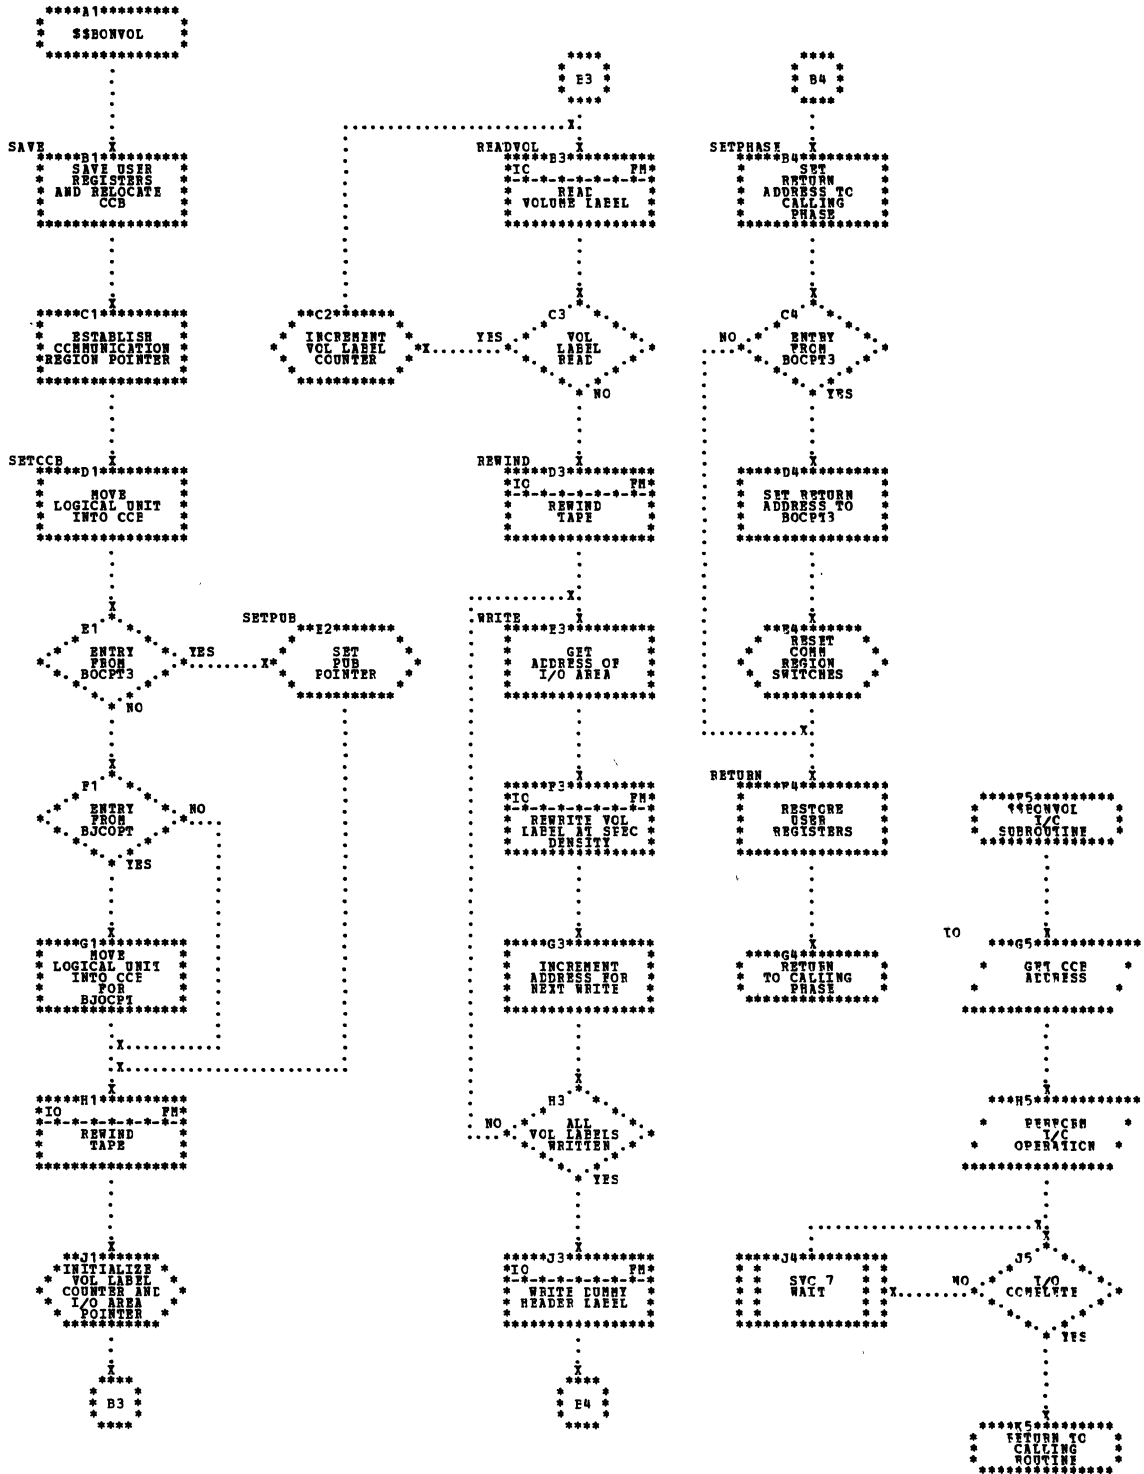 A1
$$BONVOL
SAVE
B1
SAVE USER
REGISTERS
AND RELOCATE
CCB
C1
ESTABLISH
CCMMUNICATION
REGION POINTER
SETCCB
D1
MOVE
LOGICAL UNIT
INTO CCE
E1
ENTRY
FROM
BOCPT3
YES
NO
SETPUB
E2
SET
PUB
POINTER
F1
ENTRY
FROM
BJCOPT
NO
YES
G1
MOVE
LOGICAL UNIT
INTO CCE
FOR
BJOCPT
H1
IO FM
REWIND
TAPE
J1
INITIALIZE
VOL LABEL
COUNTER AND
I/O AREA
POINTER
B3
C2
INCREMENT
VOL LABEL
COUNTER
E3
READVOL
B3
IC FM
READ
VOLUME LABEL
C3
VOL
LABEL
READ
YES
NO
REWIND
D3
IO FM
REWIND
TAPE
WRITE
E3
GET
ADDRESS OF
I/O AREA
F3
IC FM
REWRITE VOL
LABEL AT SPEC
DENSITY
G3
INCREMENT
ADDRESS FOR
NEXT WRITE
H3
ALL
VOL LABELS
WRITTEN
NO
YES
J3
IO FM
WRITE DUMMY
HEADER LABEL
E4
B4
SETPHASE
B4
SET
RETURN
ADDRESS TO
CALLING
PHASE
C4
ENTRY
FROM
BOCPT3
NO
YES
D4
SET RETURN
ADDRESS TO
BOCPT3
E4
RESET
COMM
REGION
SWITCHES
RETURN
F4
RESTORE
USER
REGISTERS
G4
RETURN
TO CALLING
PHASE
F5
$$BONVOL
I/C
SUBROUTINE
IO
G5
GET CCB
ADDRESS
H5
PERFORM
I/C
OPERATION
J5
I/O
COMPLETE
NO
YES
J4
SVC 7
WAIT
K5
RETURN TO
CALLING
ROUTINE